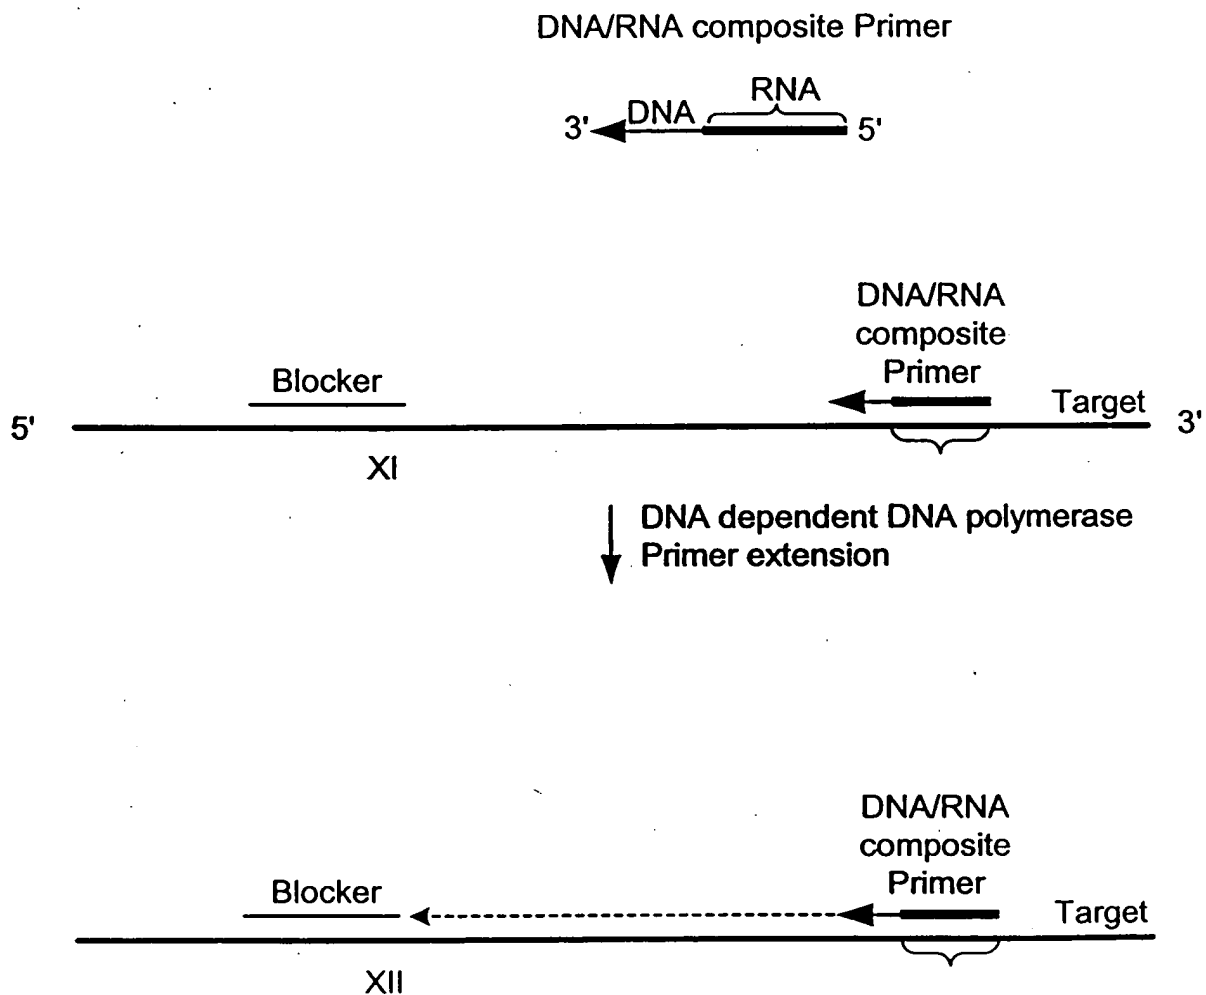 DNA/RNA composite Primer
RNA
3' DNA 5'
DNA/RNA
composite
Primer
Blocker
Target
5' 3'
XI
DNA dependent DNA polymerase
Primer extension
DNA/RNA
composite
Primer
Blocker
Target
XII